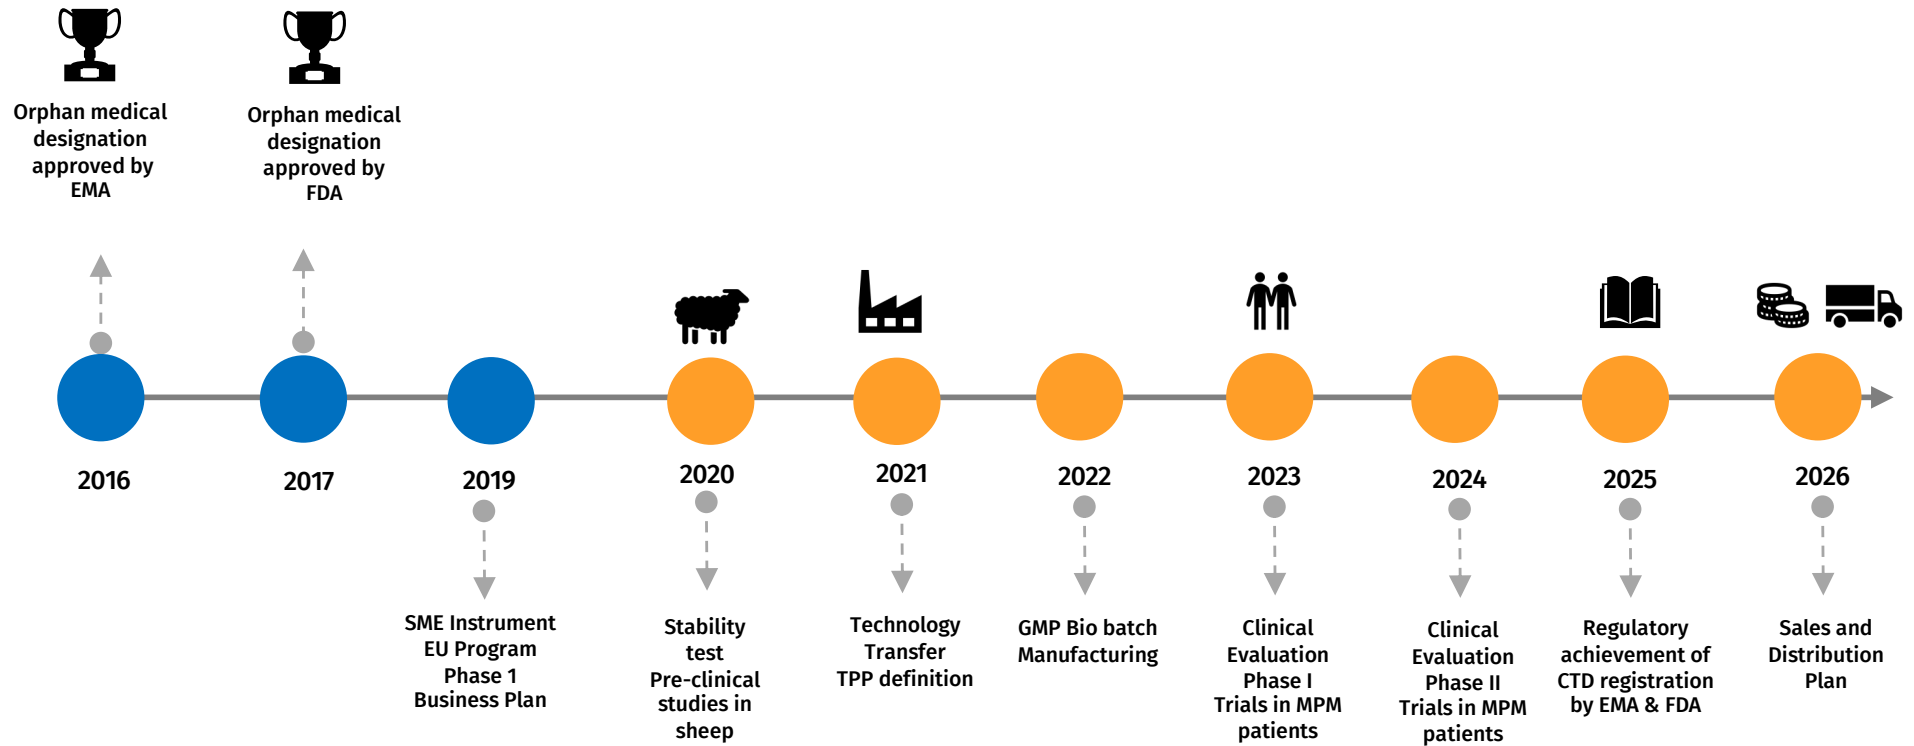 Orphan medical
designation
approved by
EMA
Orphan medical
designation
approved by
FDA
2016
2017
2019
2020
2021
2022
2023
2024
2025
2026
SME Instrument
EU Program
Phase 1
Business Plan
Stability
test
Pre-clinical
studies in
sheep
Technology
Transfer
TPP definition
GMP Bio batch
Manufacturing
Clinical
Evaluation
Phase I
Trials in MPM
patients
Clinical
Evaluation
Phase II
Trials in MPM
patients
Regulatory
achievement of
CTD registration
by EMA & FDA
Sales and
Distribution
Plan